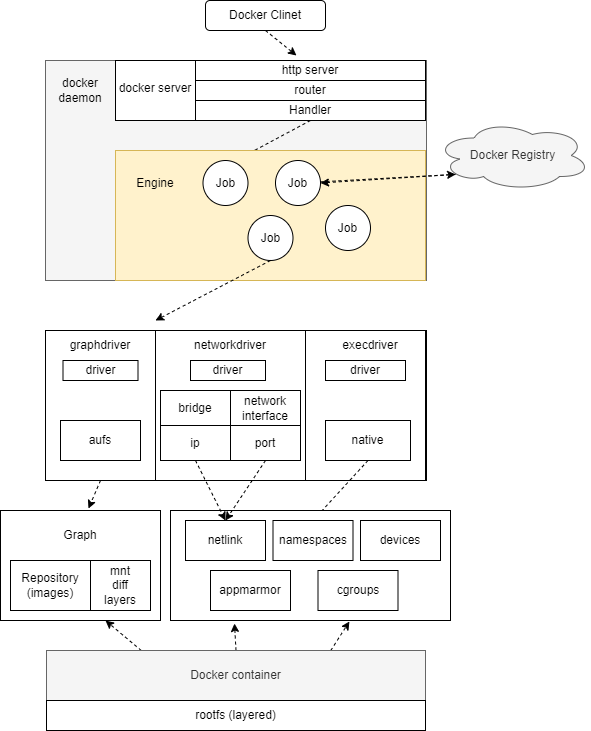 Docker Clinet
docker
daemon
docker server
http server
router
Handler
Engine
Job
Job
Job
Job
Docker Registry
graphdriver
driver
aufs
networkdriver
driver
bridge
network
interface
ip
port
execdriver
driver
native
Graph
Repository
(images)
mnt
diff
layers
netlink
namespaces
devices
appmarmor
cgroups
Docker container
rootfs (layered)